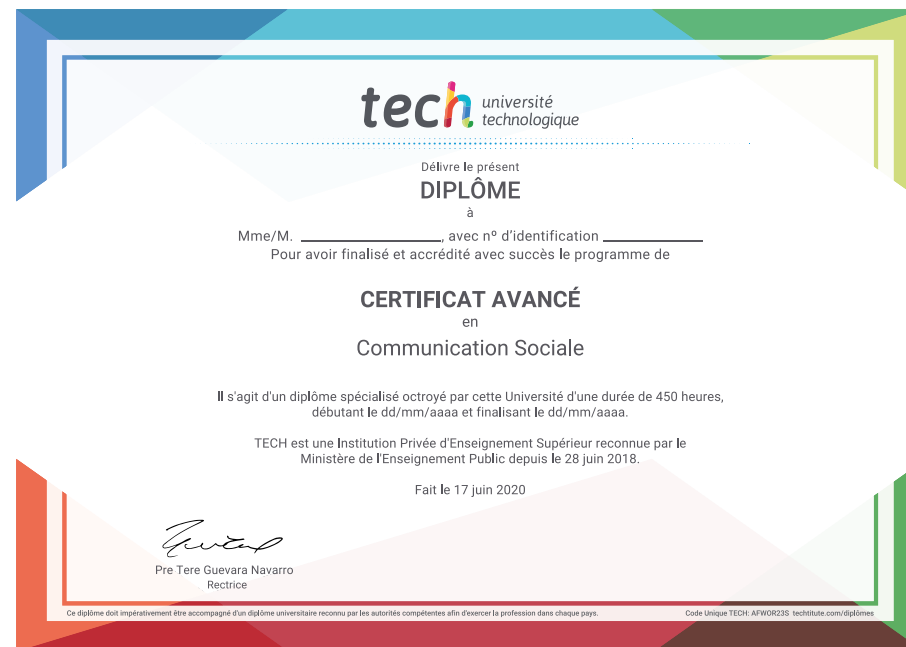 tech université
technologique
Délivre le présent
DIPLÔME
à
Mme/M. ____________________, avec nº d'identification ______________
Pour avoir finalisé et accrédité avec succès le programme de
CERTIFICAT AVANCÉ
en
Communication Sociale
Il s'agit d'un diplôme spécialisé octroyé par cette Université d'une durée de 450 heures,
débutant le dd/mm/aaaa et finalisant le dd/mm/aaaa.
TECH est une Institution Privée d'Enseignement Supérieur reconnue par le
Ministère de l'Enseignement Public depuis le 28 juin 2018.
Fait le 17 juin 2020
Pre Tere Guevara Navarro
Rectrice
Ce diplôme doit impérativement être accompagné d'un diplôme universitaire reconnu par les autorités compétentes afin d'exercer la profession dans chaque pays.
Code Unique TECH: AFWOR23S techtitute.com/diplômes